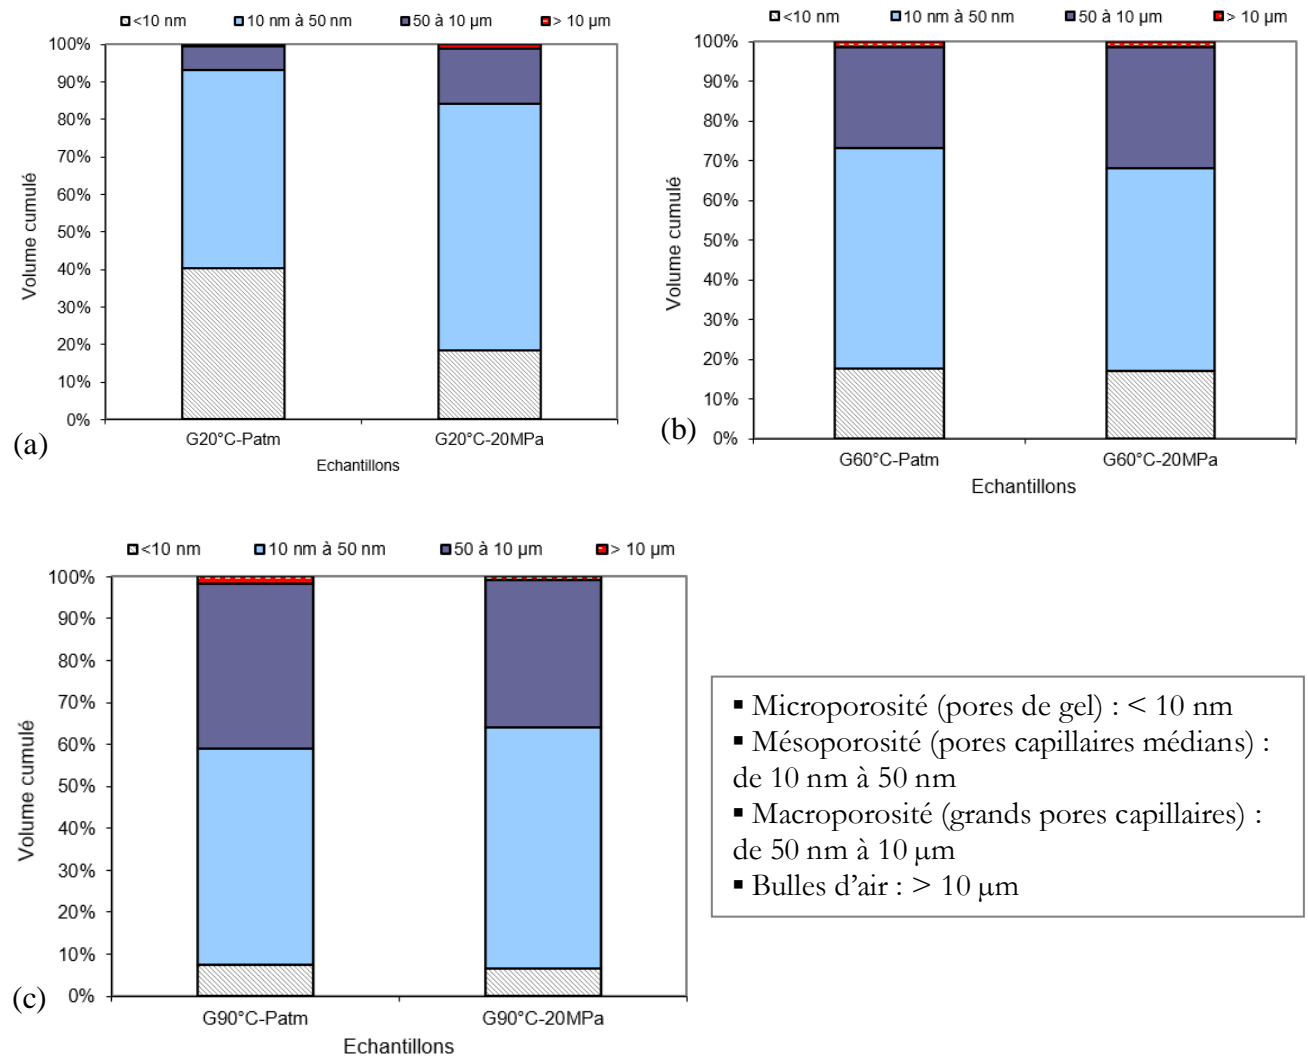 <10 nm 10 nm à 50 nm 50 à 10 µm > 10 µm
100%
90%
80%
70%
60%
50%
40%
30%
20%
10%
0%
Volume cumulé
G20°C-Patm G20°C-20MPa
Echantillons
(a)
<10 nm 10 nm à 50 nm 50 à 10 µm > 10 µm
100%
90%
80%
70%
60%
50%
40%
30%
20%
10%
0%
Volume cumulé
G60°C-Patm G60°C-20MPa
Echantillons
(b)
<10 nm 10 nm à 50 nm 50 à 10 µm > 10 µm
100%
90%
80%
70%
60%
50%
40%
30%
20%
10%
0%
Volume cumulé
G90°C-Patm G90°C-20MPa
Echantillons
(c)
▪ Microporosité (pores de gel) : < 10 nm
▪ Mésoporosité (pores capillaires médians) :
de 10 nm à 50 nm
▪ Macroporosité (grands pores capillaires) :
de 50 nm à 10 µm
▪ Bulles d'air : > 10 µm